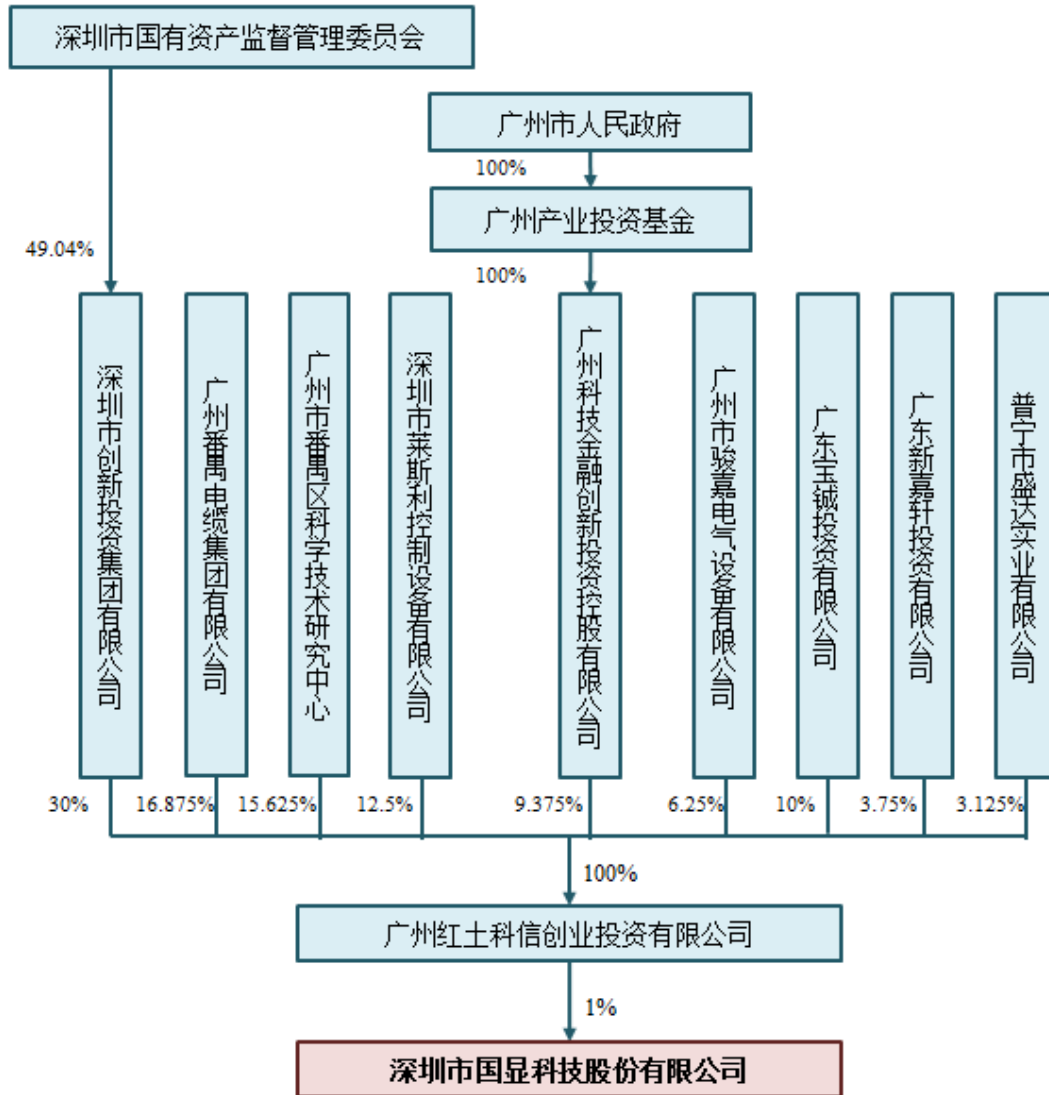 深圳市国有资产监督管理委员会
广州市人民政府
100%
广州产业投资基金
49.04%
100%
深圳市创新投资集团有限公司
广州番禺电缆集团有限公司
广州市番禺区科学技术研究中心
深圳市莱斯利控制设备有限公司
广州科技金融创新投资控股有限公司
广州市骏嘉电气设备有限公司
广东宝铖投资有限公司
广东新嘉轩投资有限公司
普宁市盛达实业有限公司
30%
16.875%
15.625%
12.5%
9.375%
6.25%
10%
3.75%
3.125%
100%
广州红土科信创业投资有限公司
1%
深圳市国显科技股份有限公司